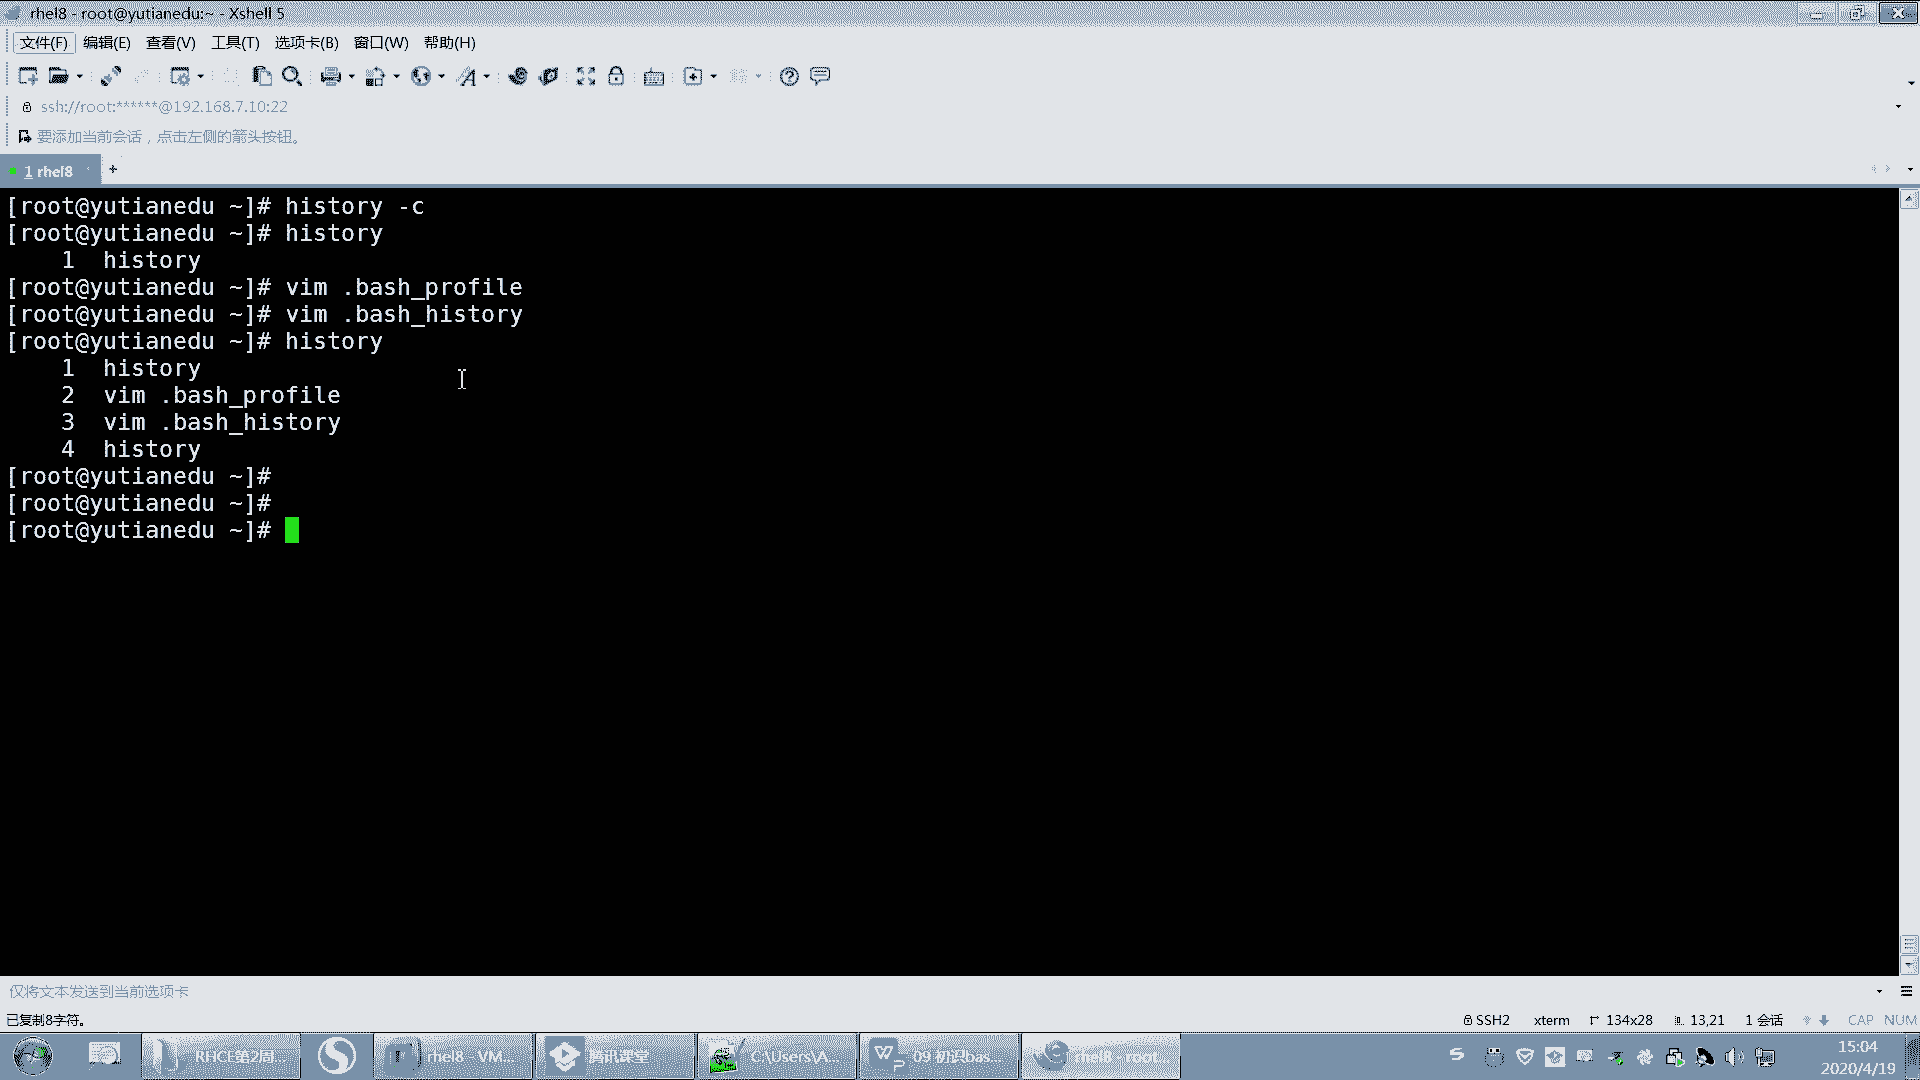 rhel8 - root@yutianedu:~ - Xshell 5
文件(F) 编辑(E) 查看(V) 工具(T) 选项卡(B) 窗口(W) 帮助(H)
ssh://root:******@192.168.7.10:22
要添加当前会话，点击左侧的箭头按钮。
1 rhel8
[root@yutianedu ~]# history -c
[root@yutianedu ~]# history
1 history
[root@yutianedu ~]# vim .bash_profile
[root@yutianedu ~]# vim .bash_history
[root@yutianedu ~]# history
1 history
2 vim .bash_profile
3 vim .bash_history
4 history
[root@yutianedu ~]#
[root@yutianedu ~]#
[root@yutianedu ~]#
仅将文本发送到当前选项卡
已复制8字符。 SSH2 xterm 134x28 13,21 1 会话 CAP NUM
RHCE第2周... rhel8 - VM... 腾讯课堂 C:\Users\A... 09 初识bas... rhel8 - root... 15:04
2020/4/19